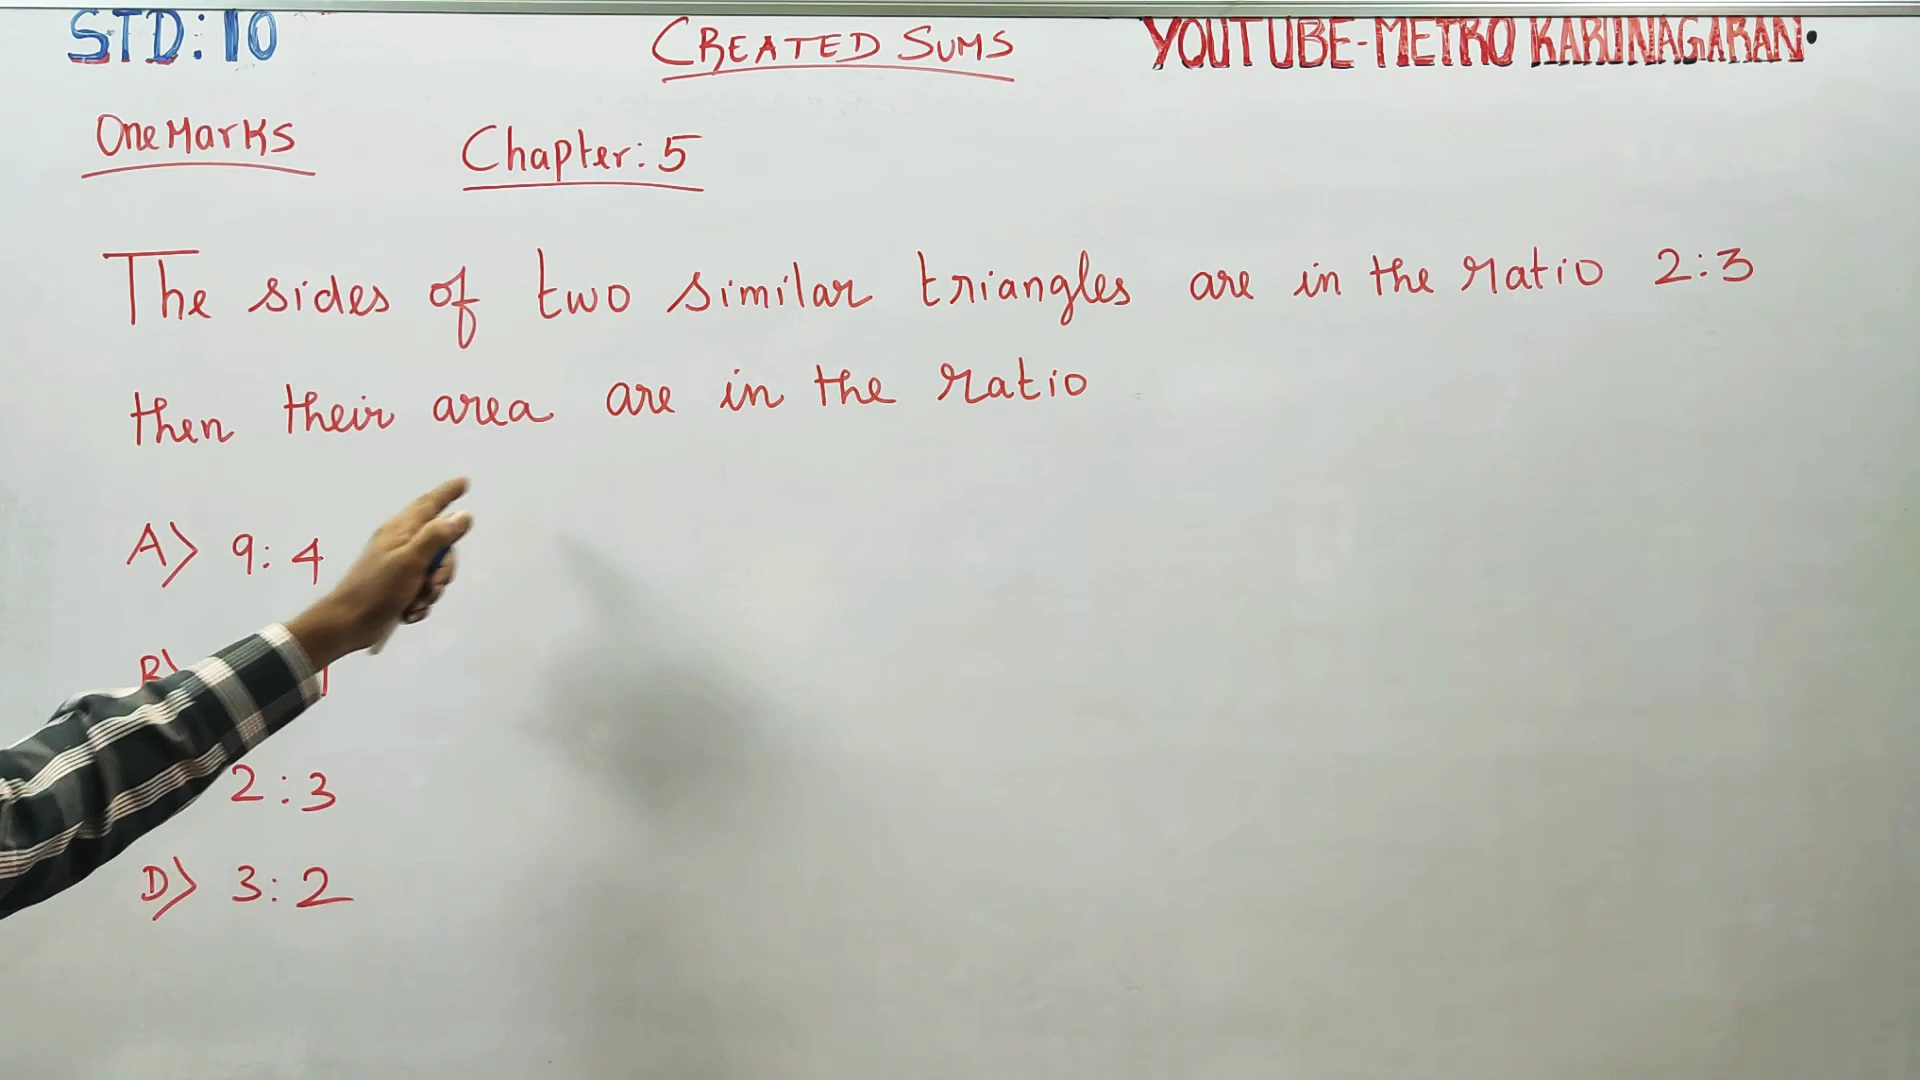 STD: 10 CREATED SUMS YOUTUBE-METRO KARUNAGARAN.
One Marks Chapter: 5
The sides of two similar triangles are in the ratio 2:3
then their area are in the ratio
A) 9: 4
B)
2:3
D) 3:2